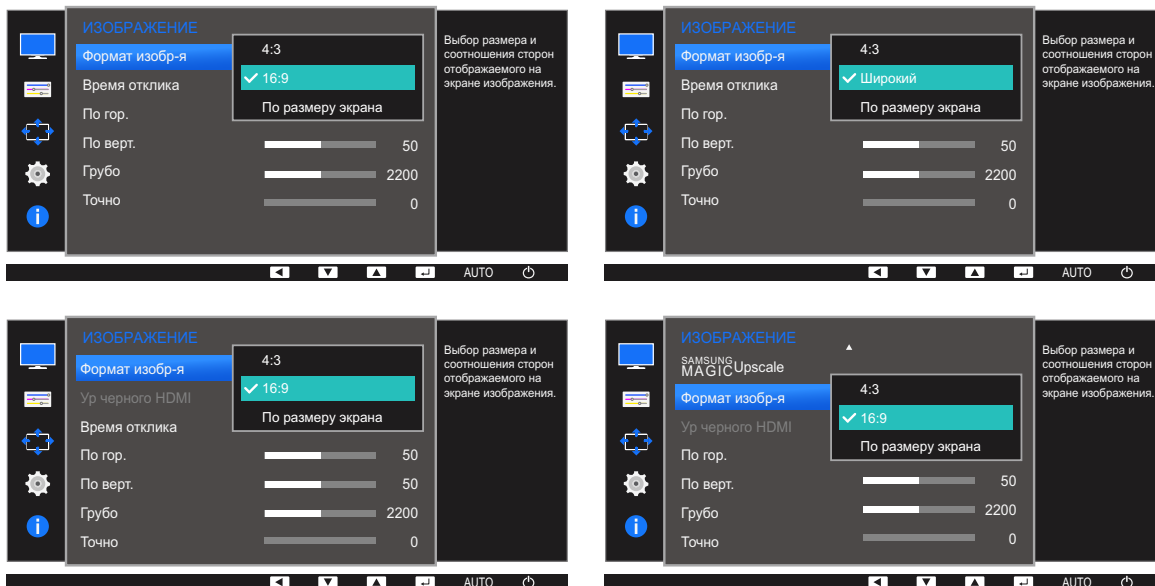 ИЗОБРАЖЕНИЕ
Формат изобр-я
Время отклика
По гор.
По верт.
Грубо
Точно
4:3
16:9
По размеру экрана
50
2200
0
Выбор размера и
соотношения сторон
отображаемого на
экране изображения.
AUTO
ИЗОБРАЖЕНИЕ
Формат изобр-я
Время отклика
По гор.
По верт.
Грубо
Точно
4:3
Широкий
По размеру экрана
50
2200
0
Выбор размера и
соотношения сторон
отображаемого на
экране изображения.
AUTO
ИЗОБРАЖЕНИЕ
Формат изобр-я
Ур черного HDMI
Время отклика
По гор.
По верт.
Грубо
Точно
4:3
16:9
По размеру экрана
50
50
2200
0
Выбор размера и
соотношения сторон
отображаемого на
экране изображения.
AUTO
ИЗОБРАЖЕНИЕ
SAMSUNG
MAGICUpscale
Формат изобр-я
Ур черного HDMI
По гор.
По верт.
Грубо
Точно
4:3
16:9
По размеру экрана
50
2200
0
Выбор размера и
соотношения сторон
отображаемого на
экране изображения.
AUTO